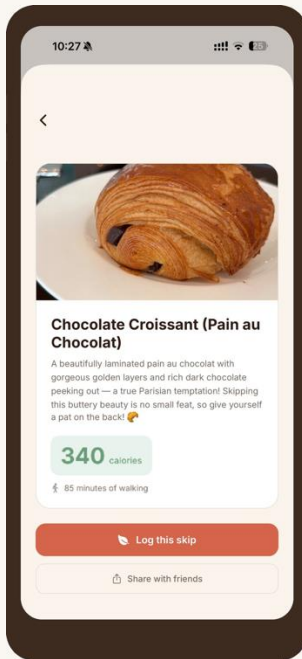 10:27
25
Chocolate Croissant (Pain au
Chocolat)
A beautifully laminated pain au chocolat with
gorgeous golden layers and rich dark chocolate
peeking out — a true Parisian temptation! Skipping
this buttery beauty is no small feat, so give yourself
a pat on the back! 🥐
340 calories
85 minutes of walking
Log this skip
Share with friends